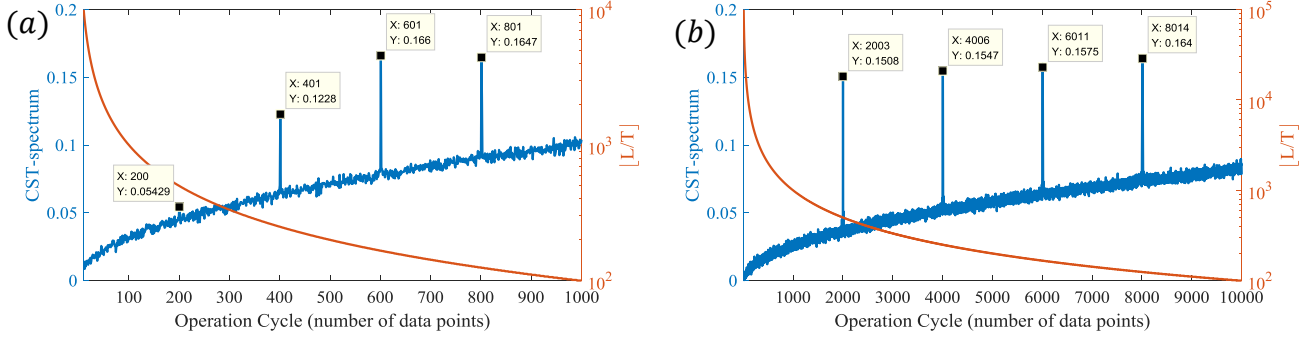 (a)
CST-spectrum
0.2
0.15
0.1
0.05
0
X: 200
Y: 0.05429
X: 401
Y: 0.1228
X: 601
Y: 0.166
X: 801
Y: 0.1647
10^4
10^3
10^2
⌊L/T⌋
100 200 300 400 500 600 700 800 900 1000
Operation Cycle (number of data points)
(b)
CST-spectrum
0.2
0.15
0.1
0.05
0
X: 2003
Y: 0.1508
X: 4006
Y: 0.1547
X: 6011
Y: 0.1575
X: 8014
Y: 0.164
10^5
10^4
10^3
10^2
⌊L/T⌋
1000 2000 3000 4000 5000 6000 7000 8000 9000 10000
Operation Cycle (number of data points)